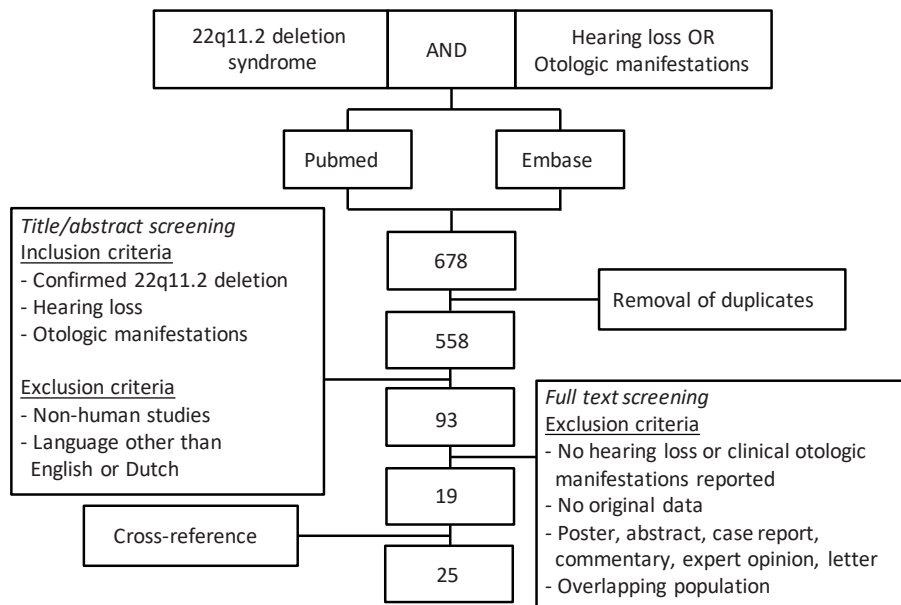 22q11.2 deletion
syndrome
AND
Hearing loss OR
Otologic manifestations
Pubmed
Embase
678
Removal of duplicates
558
Title/abstract screening
Inclusion criteria
- Confirmed 22q11.2 deletion
- Hearing loss
- Otologic manifestations
Exclusion criteria
- Non-human studies
- Language other than
English or Dutch
93
Full text screening
Exclusion criteria
- No hearing loss or clinical otologic
manifestations reported
- No original data
- Poster, abstract, case report,
commentary, expert opinion, letter
- Overlapping population
19
Cross-reference
25